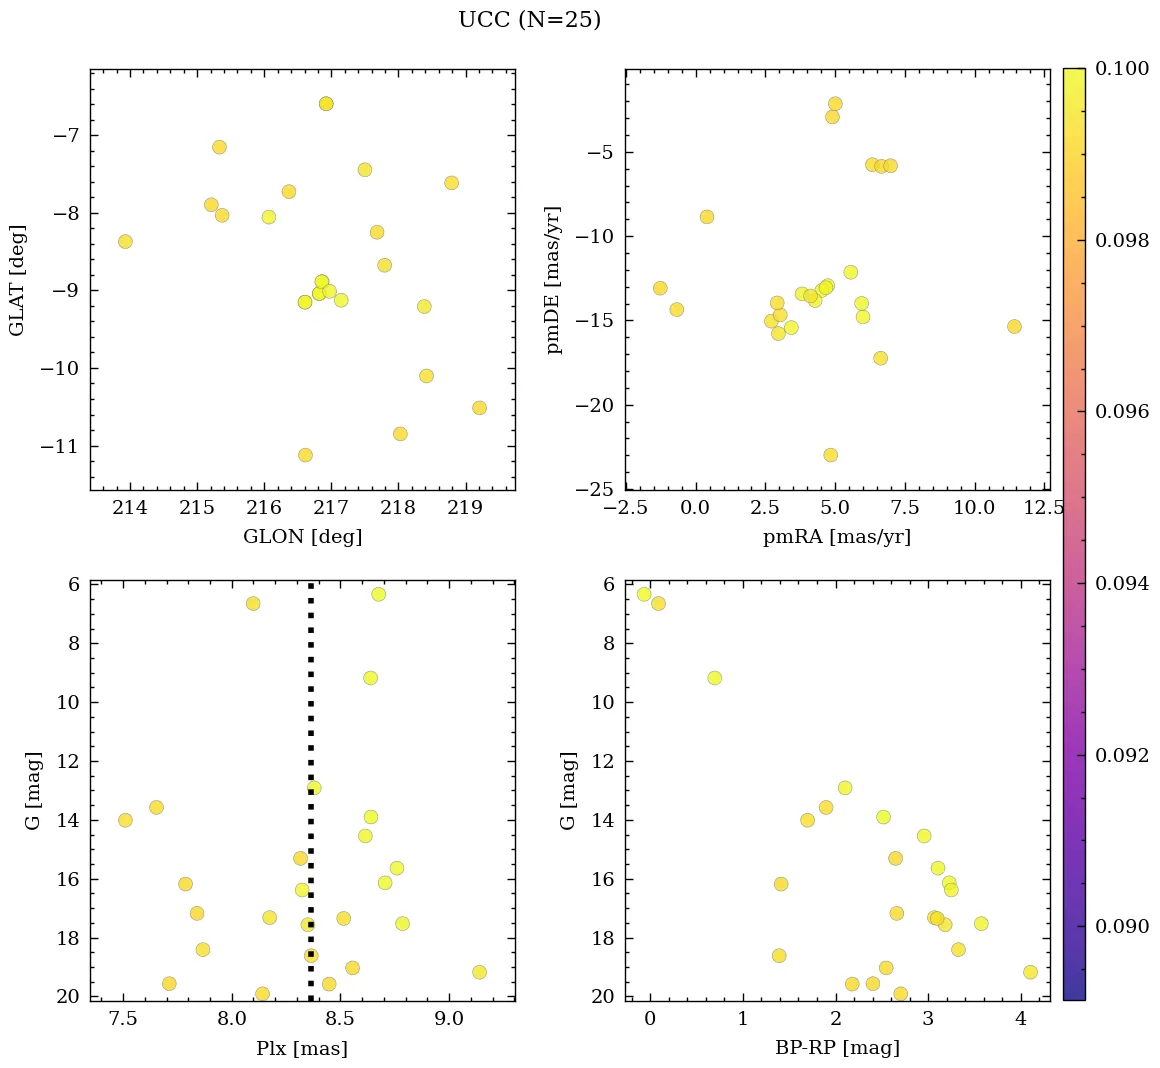 UCC (N=25)
−7
−8
−9
−10
−11
GLAT [deg]
214 215 216 217 218 219
GLON [deg]
−5
−10
−15
−20
−25
pmDE [mas/yr]
−2.5 0.0 2.5 5.0 7.5 10.0 12.5
pmRA [mas/yr]
0.100
0.098
0.096
0.094
0.092
0.090
6
8
10
12
14
16
18
20
G [mag]
7.5 8.0 8.5 9.0
Plx [mas]
6
8
10
12
14
16
18
20
G [mag]
0 1 2 3 4
BP-RP [mag]